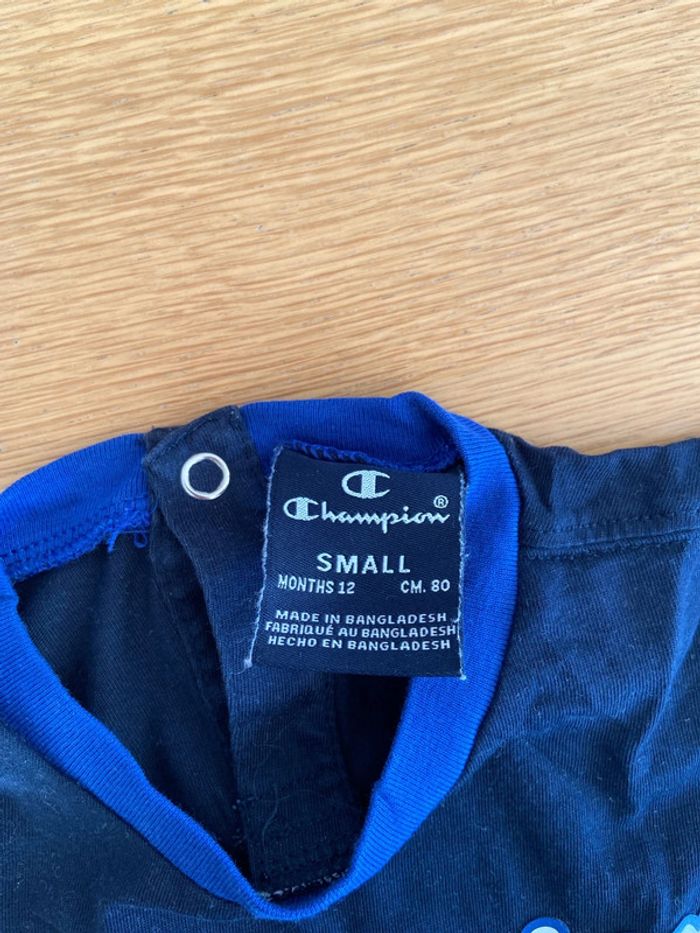 Champion®
SMALL
MONTHS 12 CM. 80
MADE IN BANGLADESH
FABRIQUÉ AU BANGLADESH
HECHO EN BANGLADESH